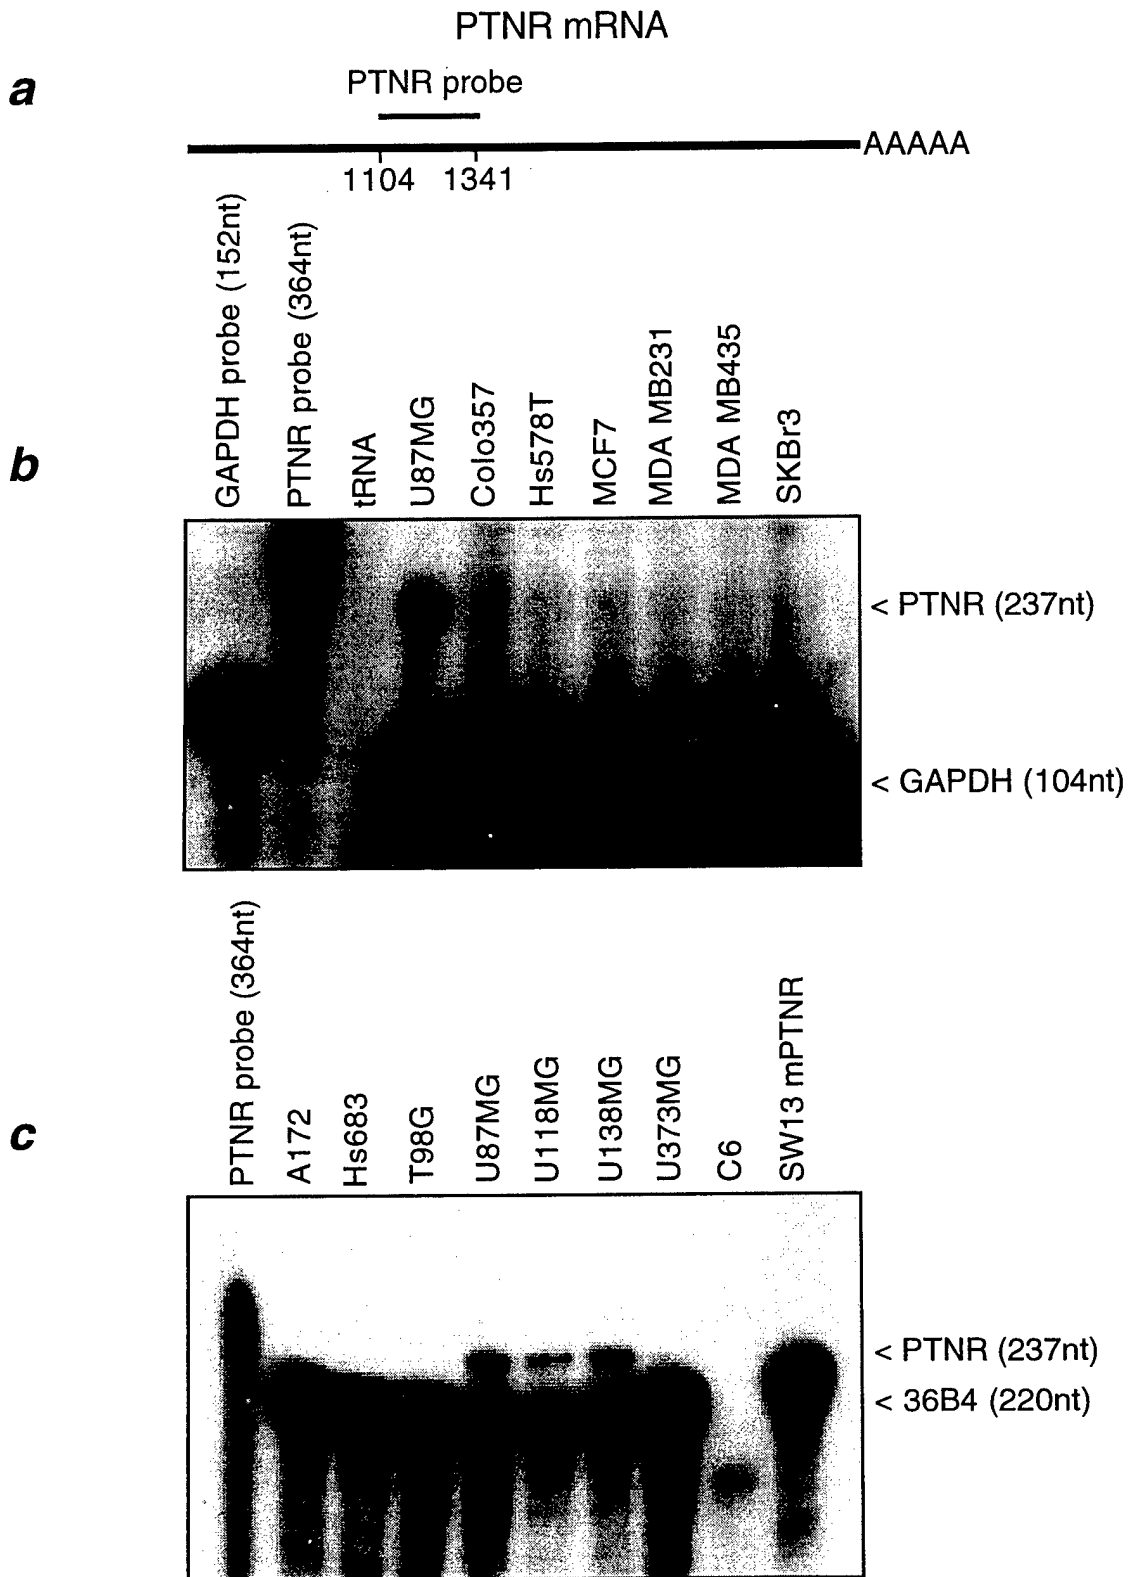 PTNR mRNA
a
PTNR probe
AAAAA
1104 1341
b
GAPDH probe (152nt)
PTNR probe (364nt)
tRNA
U87MG
Colo357
Hs578T
MCF7
MDA MB231
MDA MB435
SKBr3
< PTNR (237nt)
< GAPDH (104nt)
c
PTNR probe (364nt)
A172
Hs683
T98G
U87MG
U118MG
U138MG
U373MG
C6
SW13 mPTNR
< PTNR (237nt)
< 36B4 (220nt)